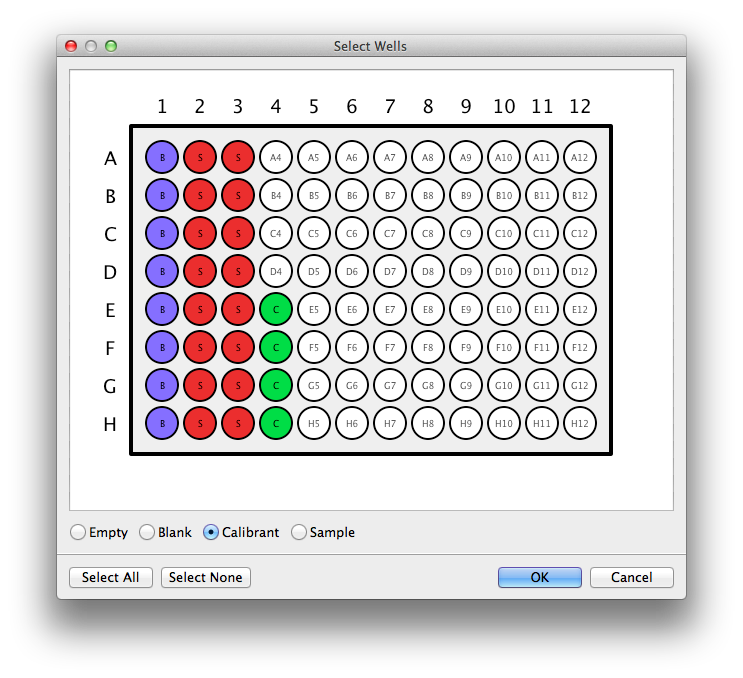 Select Wells
1 2 3 4 5 6 7 8 9 10 11 12
A B S S A4 A5 A6 A7 A8 A9 A10 A11 A12
B B S S B4 B5 B6 B7 B8 B9 B10 B11 B12
C B S S C4 C5 C6 C7 C8 C9 C10 C11 C12
D B S S D4 D5 D6 D7 D8 D9 D10 D11 D12
E B S S C E5 E6 E7 E8 E9 E10 E11 E12
F B S S C F5 F6 F7 F8 F9 F10 F11 F12
G B S S C G5 G6 G7 G8 G9 G10 G11 G12
H B S S C H5 H6 H7 H8 H9 H10 H11 H12
Empty Blank Calibrant Sample
Select All Select None OK Cancel